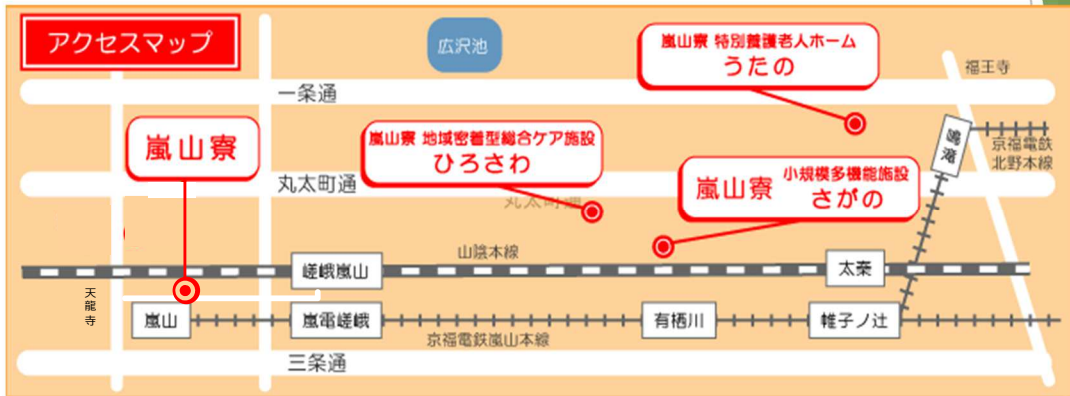 アクセスマップ
広沢池
嵐山寮 特別養護老人ホーム
うたの
福王寺
一条通
嵐山寮
嵐山寮 地域密着型総合ケア施設
ひろさわ
鳴滝
京福電鉄
北野本線
丸太町通
丸太町通
嵐山寮 小規模多機能施設
さがの
山陰本線
嵯峨嵐山
太秦
天龍寺
嵐山
嵐電嵯峨
有栖川
帷子ノ辻
京福電鉄嵐山本線
三条通